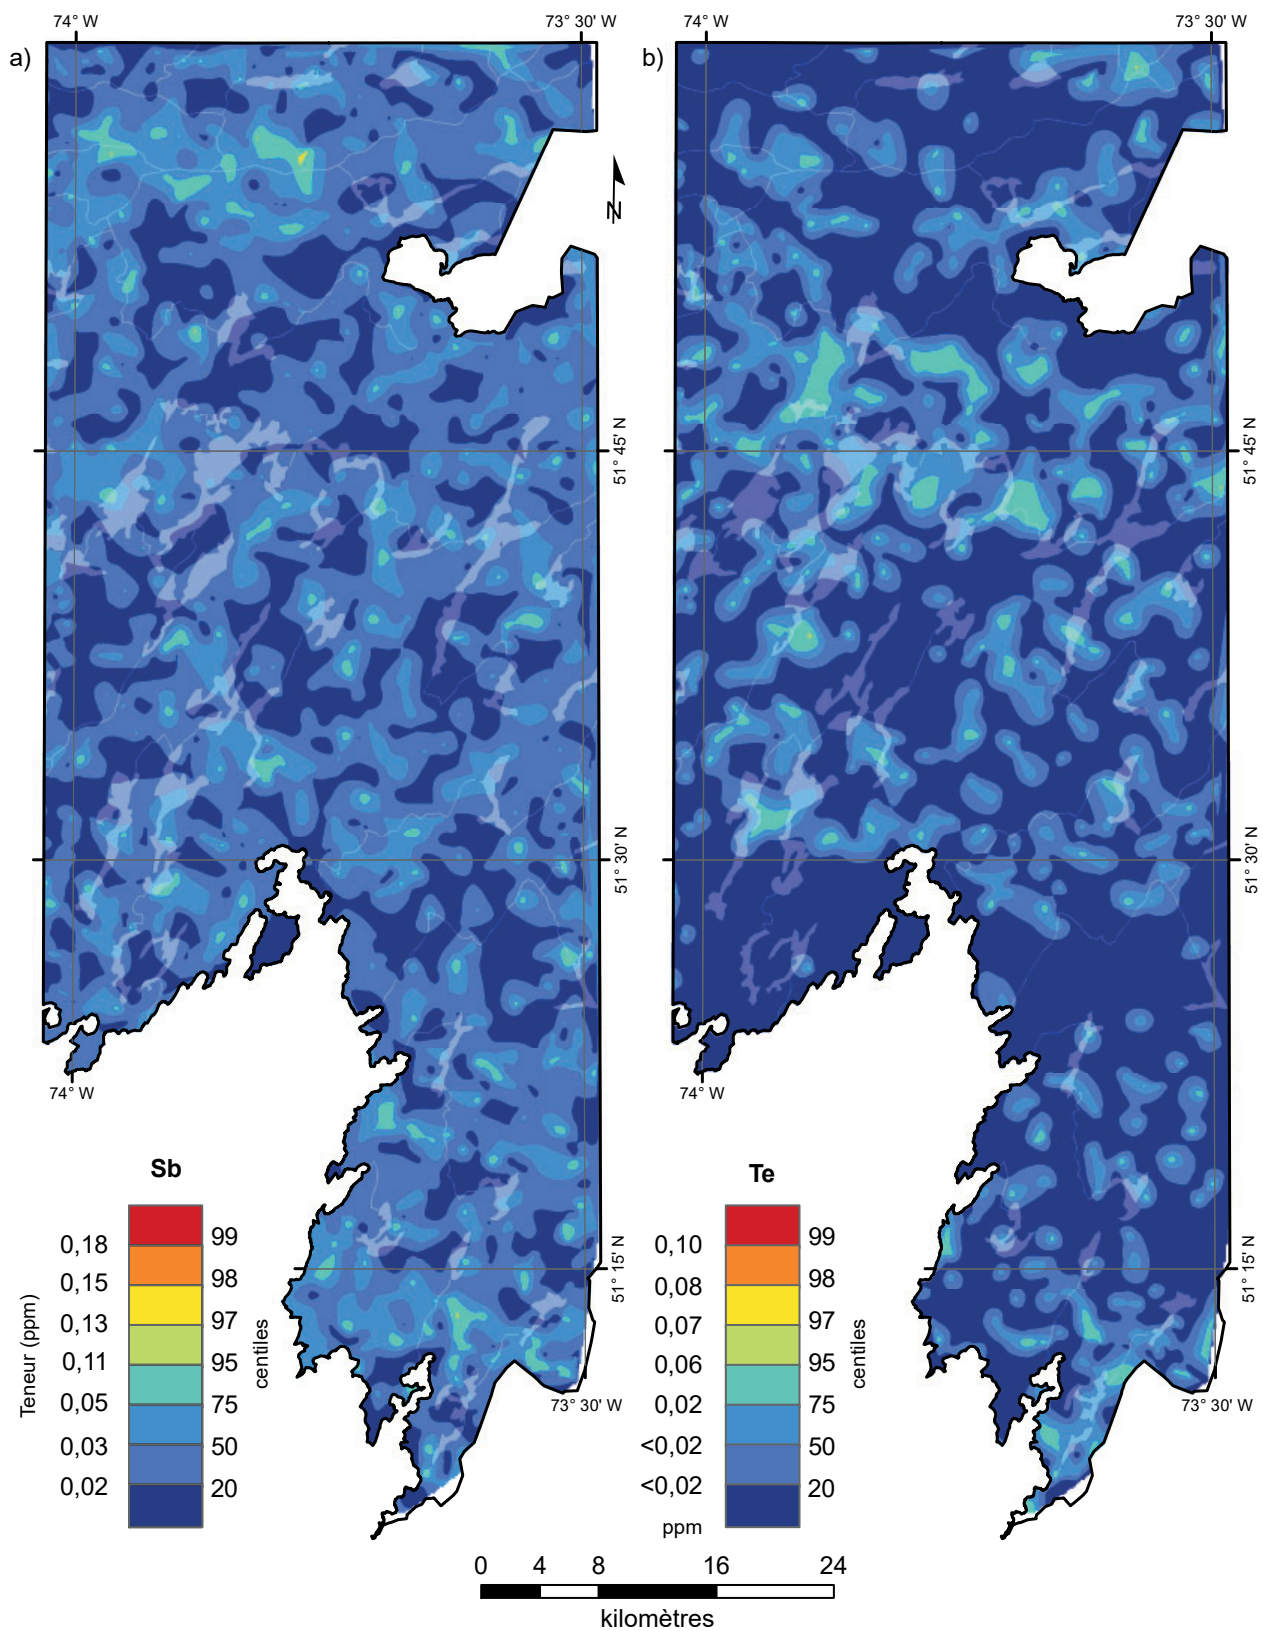 74° W
73° 30' W
74° W
73° 30' W
a)
b)
N
51° 45' N
51° 45' N
51° 30' N
51° 30' N
74° W
74° W
51° 15' N
51° 15' N
73° 30' W
73° 30' W
Sb
Teneur (ppm)
0,18
0,15
0,13
0,11
0,05
0,03
0,02
99
98
97
95
75
50
20
centiles
Te
0,10
0,08
0,07
0,06
0,02
<0,02
<0,02
ppm
99
98
97
95
75
50
20
centiles
0 4 8 16 24
kilomètres